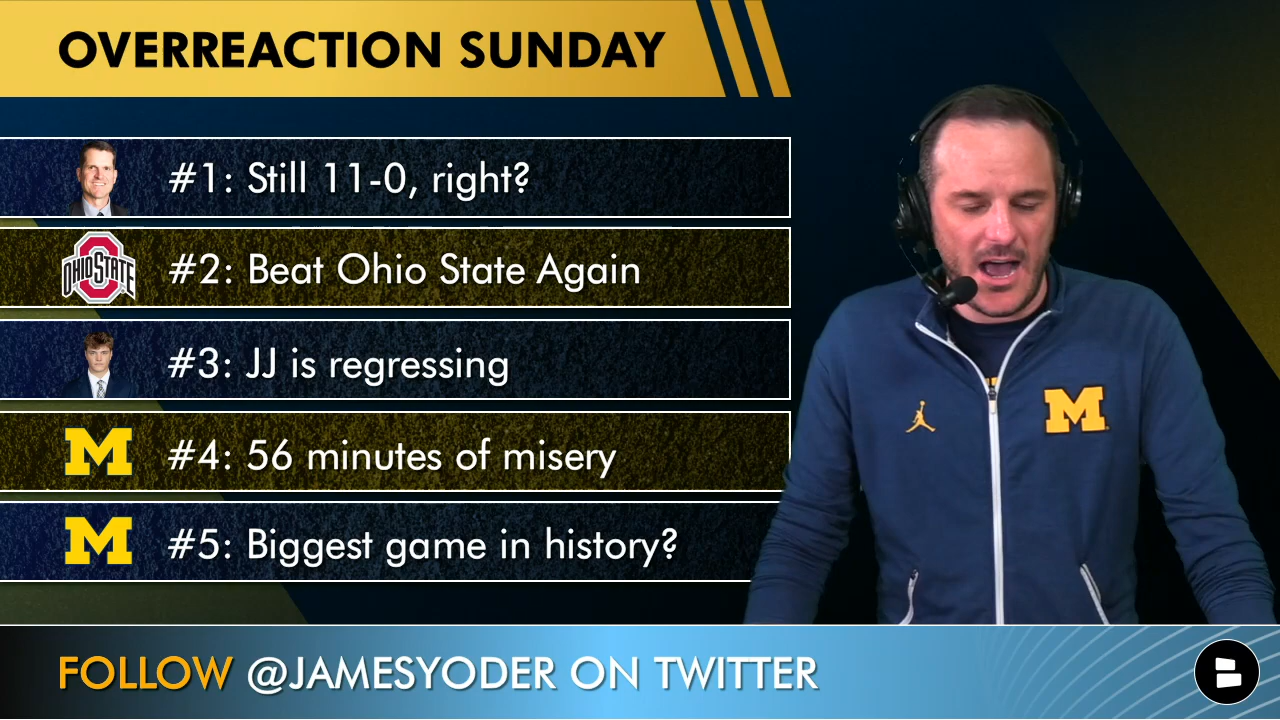 OVERREACTION SUNDAY
#1: Still 11-0, right?
OHIO STATE
#2: Beat Ohio State Again
#3: JJ is regressing
M
#4: 56 minutes of misery
M
#5: Biggest game in history?
M
FOLLOW @JAMESYODER ON TWITTER